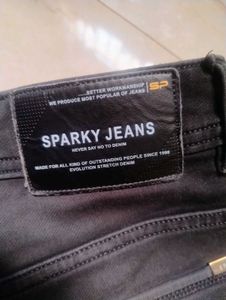 ...BETTER WORKMANSHIP
WE PRODUCE MOST POPULAR OF JEANS
SP
SPARKY JEANS
NEVER SAY NO TO DENIM
MADE FOR ALL KIND OF OUTSTANDING PEOPLE SINCE 1998
EVOLUTION STRETCH DENIM